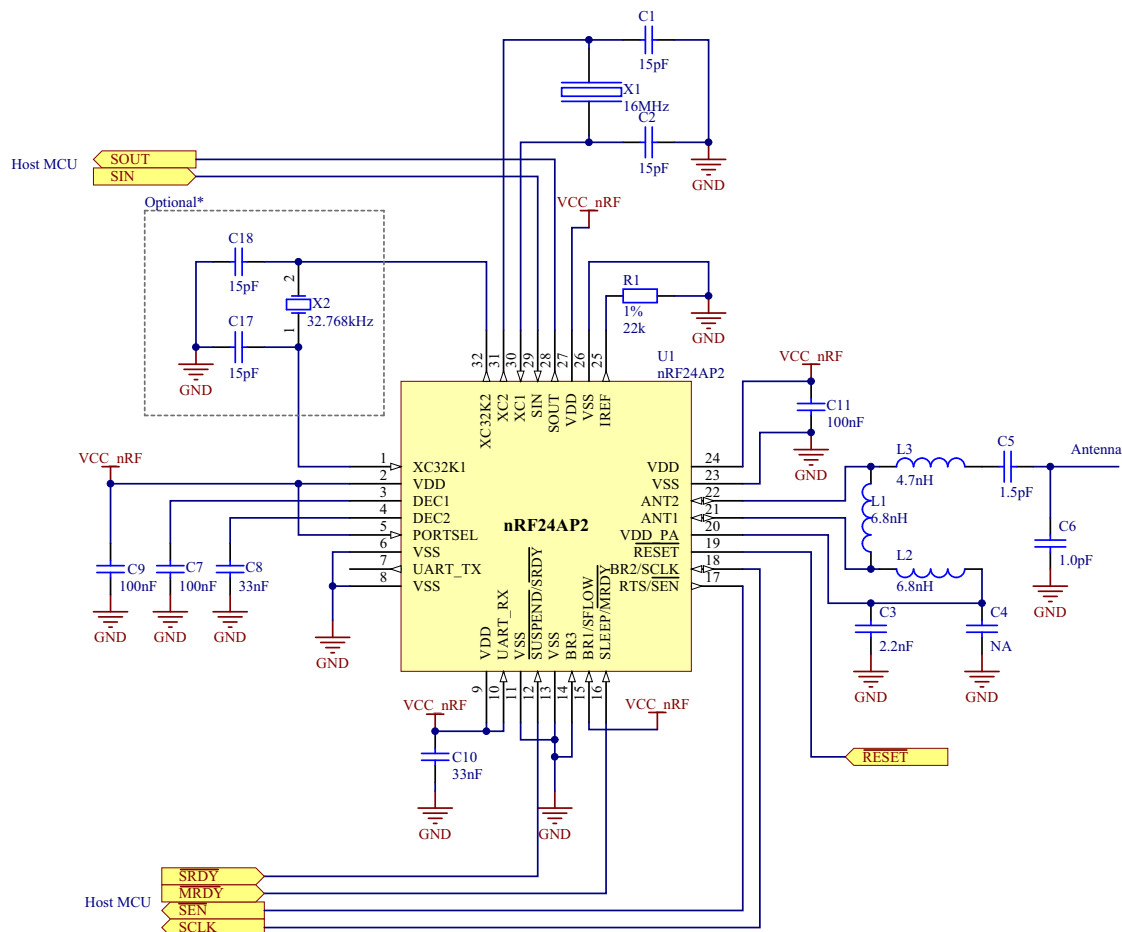 C1
15pF
X1
16MHz
C2
15pF
GND
Host MCU
SOUT
SIN
VCC_nRF
Optional*
C18
15pF
2
X2
32.768kHz
1
C17
15pF
GND
R1
1%
22k
GND
U1
nRF24AP2
32
31
30
29
28
27
26
25
XC32K2
XC2
XC1
SIN
SOUT
VDD
VSS
IREF
VCC_nRF
C11
100nF
GND
VCC_nRF
1 XC32K1
2 VDD
3 DEC1
4 DEC2
5 PORTSEL
6 VSS
7 UART_TX
8 VSS
nRF24AP2
VDD 24
VSS 23
ANT2 22
ANT1 21
VDD_PA 20
RESET 19
BR2/SCLK 18
RTS/SEN 17
L3
4.7nH
C5
1.5pF
Antenna
L1
6.8nH
L2
6.8nH
C6
1.0pF
GND
C9
100nF
GND
C7
100nF
GND
C8
33nF
GND
GND
C3
2.2nF
GND
C4
NA
GND
VDD
UART_RX
VSS
SUSPEND/SRDY
VSS
BR3
BR1/SFLOW
SLEEP/MRDY
9
10
11
12
13
14
15
16
VCC_nRF
C10
33nF
GND
GND
VCC_nRF
RESET
Host MCU
SRDY
MRDY
SEN
SCLK